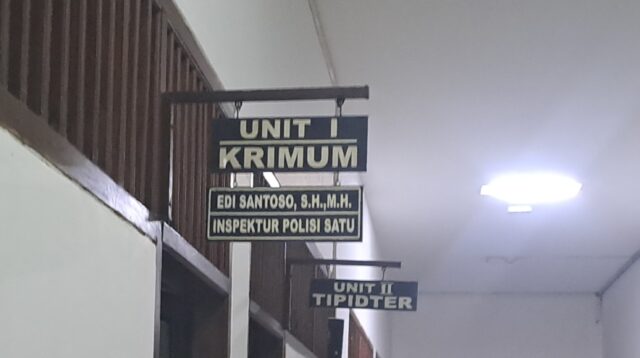 UNIT I
KRIMUM
EDI SANTOSO, S.H.,M.H.
INSPEKTUR POLISI SATU
UNIT II
TIPIDTER